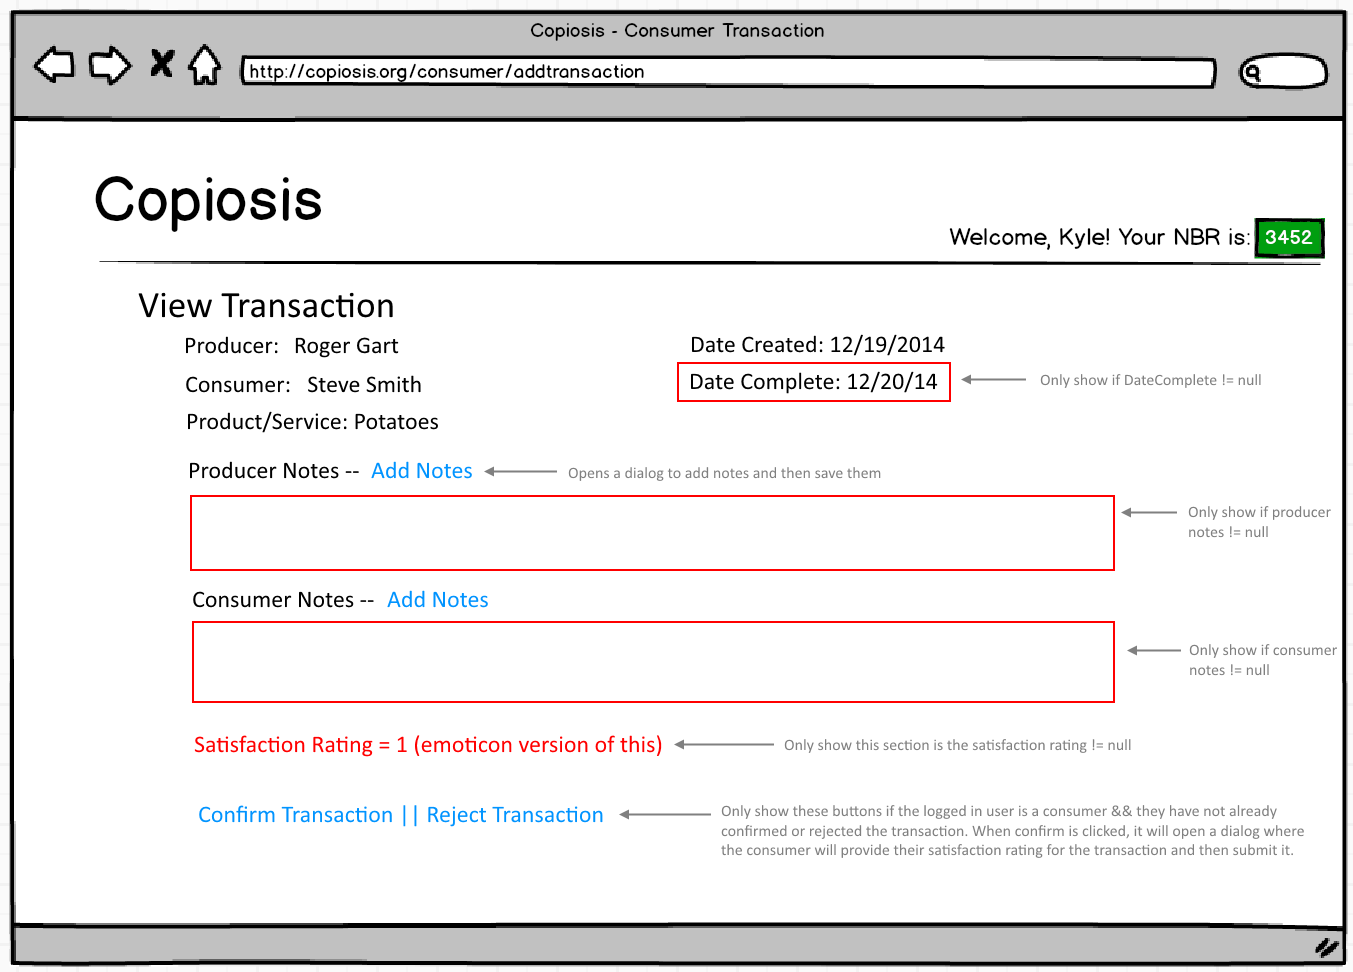 Copiosis - Consumer Transaction
http://copiosis.org/consumer/addtransaction
Copiosis
Welcome, Kyle! Your NBR is: 3452
View Transaction
Producer: Roger Gart
Date Created: 12/19/2014
Consumer: Steve Smith
Date Complete: 12/20/14
Only show if DateComplete != null
Product/Service: Potatoes
Producer Notes -- Add Notes
Opens a dialog to add notes and then save them
Only show if producer
notes != null
Consumer Notes -- Add Notes
Only show if consumer
notes != null
Satisfaction Rating = 1 (emoticon version of this)
Only show this section is the satisfaction rating != null
Confirm Transaction || Reject Transaction
Only show these buttons if the logged in user is a consumer && they have not already
confirmed or rejected the transaction. When confirm is clicked, it will open a dialog where
the consumer will provide their satisfaction rating for the transaction and then submit it.